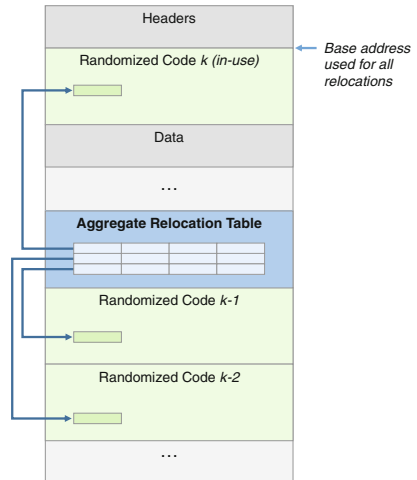 Headers
Base address
used for all
relocations
Randomized Code k (in-use)
Data
...
Aggregate Relocation Table
Randomized Code k-1
Randomized Code k-2
...